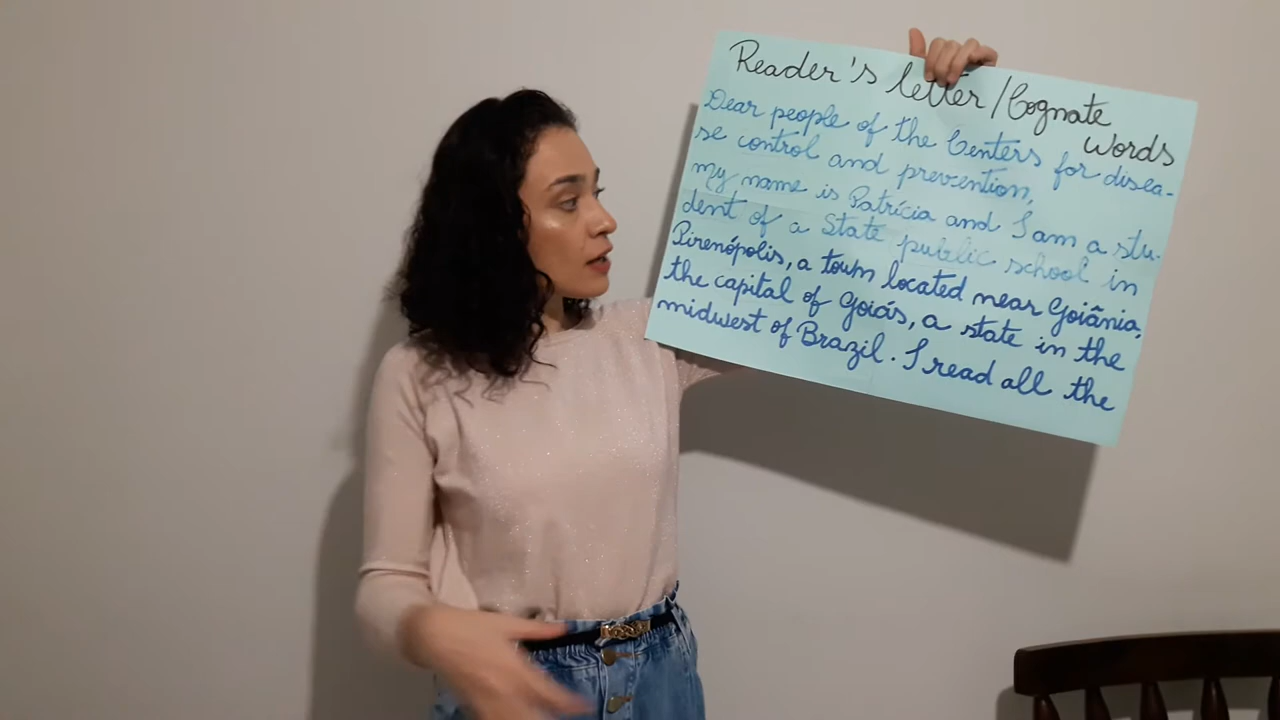 Reader's letter/Cognate
Words
Dear people of the Centers for disea-
se control and prevention,
my name is Patrícia and I am a stu-
dent of a State public school in
Pirenópolis, a town located near Goiânia,
the capital of Goiás, a state in the
midwest of Brazil. I read all the